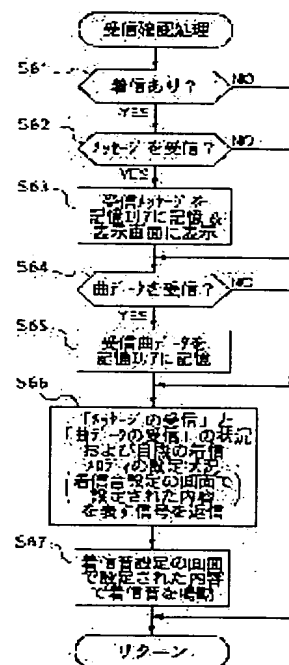 受信確認処理
S61
着信あり？
NO
YES
S62
メッセージを受信？
NO
YES
S63
受信メッセージを
記憶エリアに記憶&
表示画面に表示
S64
曲データを受信？
NO
YES
S65
受信曲データを
記憶エリアに記憶
S66
「メッセージの受信」と
「曲データの受信」の状況
および自機の着信
メロディの設定状況
(着信音設定の画面で
設定された内容)
を表す信号を返信
S67
着信音設定の画面
で設定された内容
で着信音を鳴動
リターン